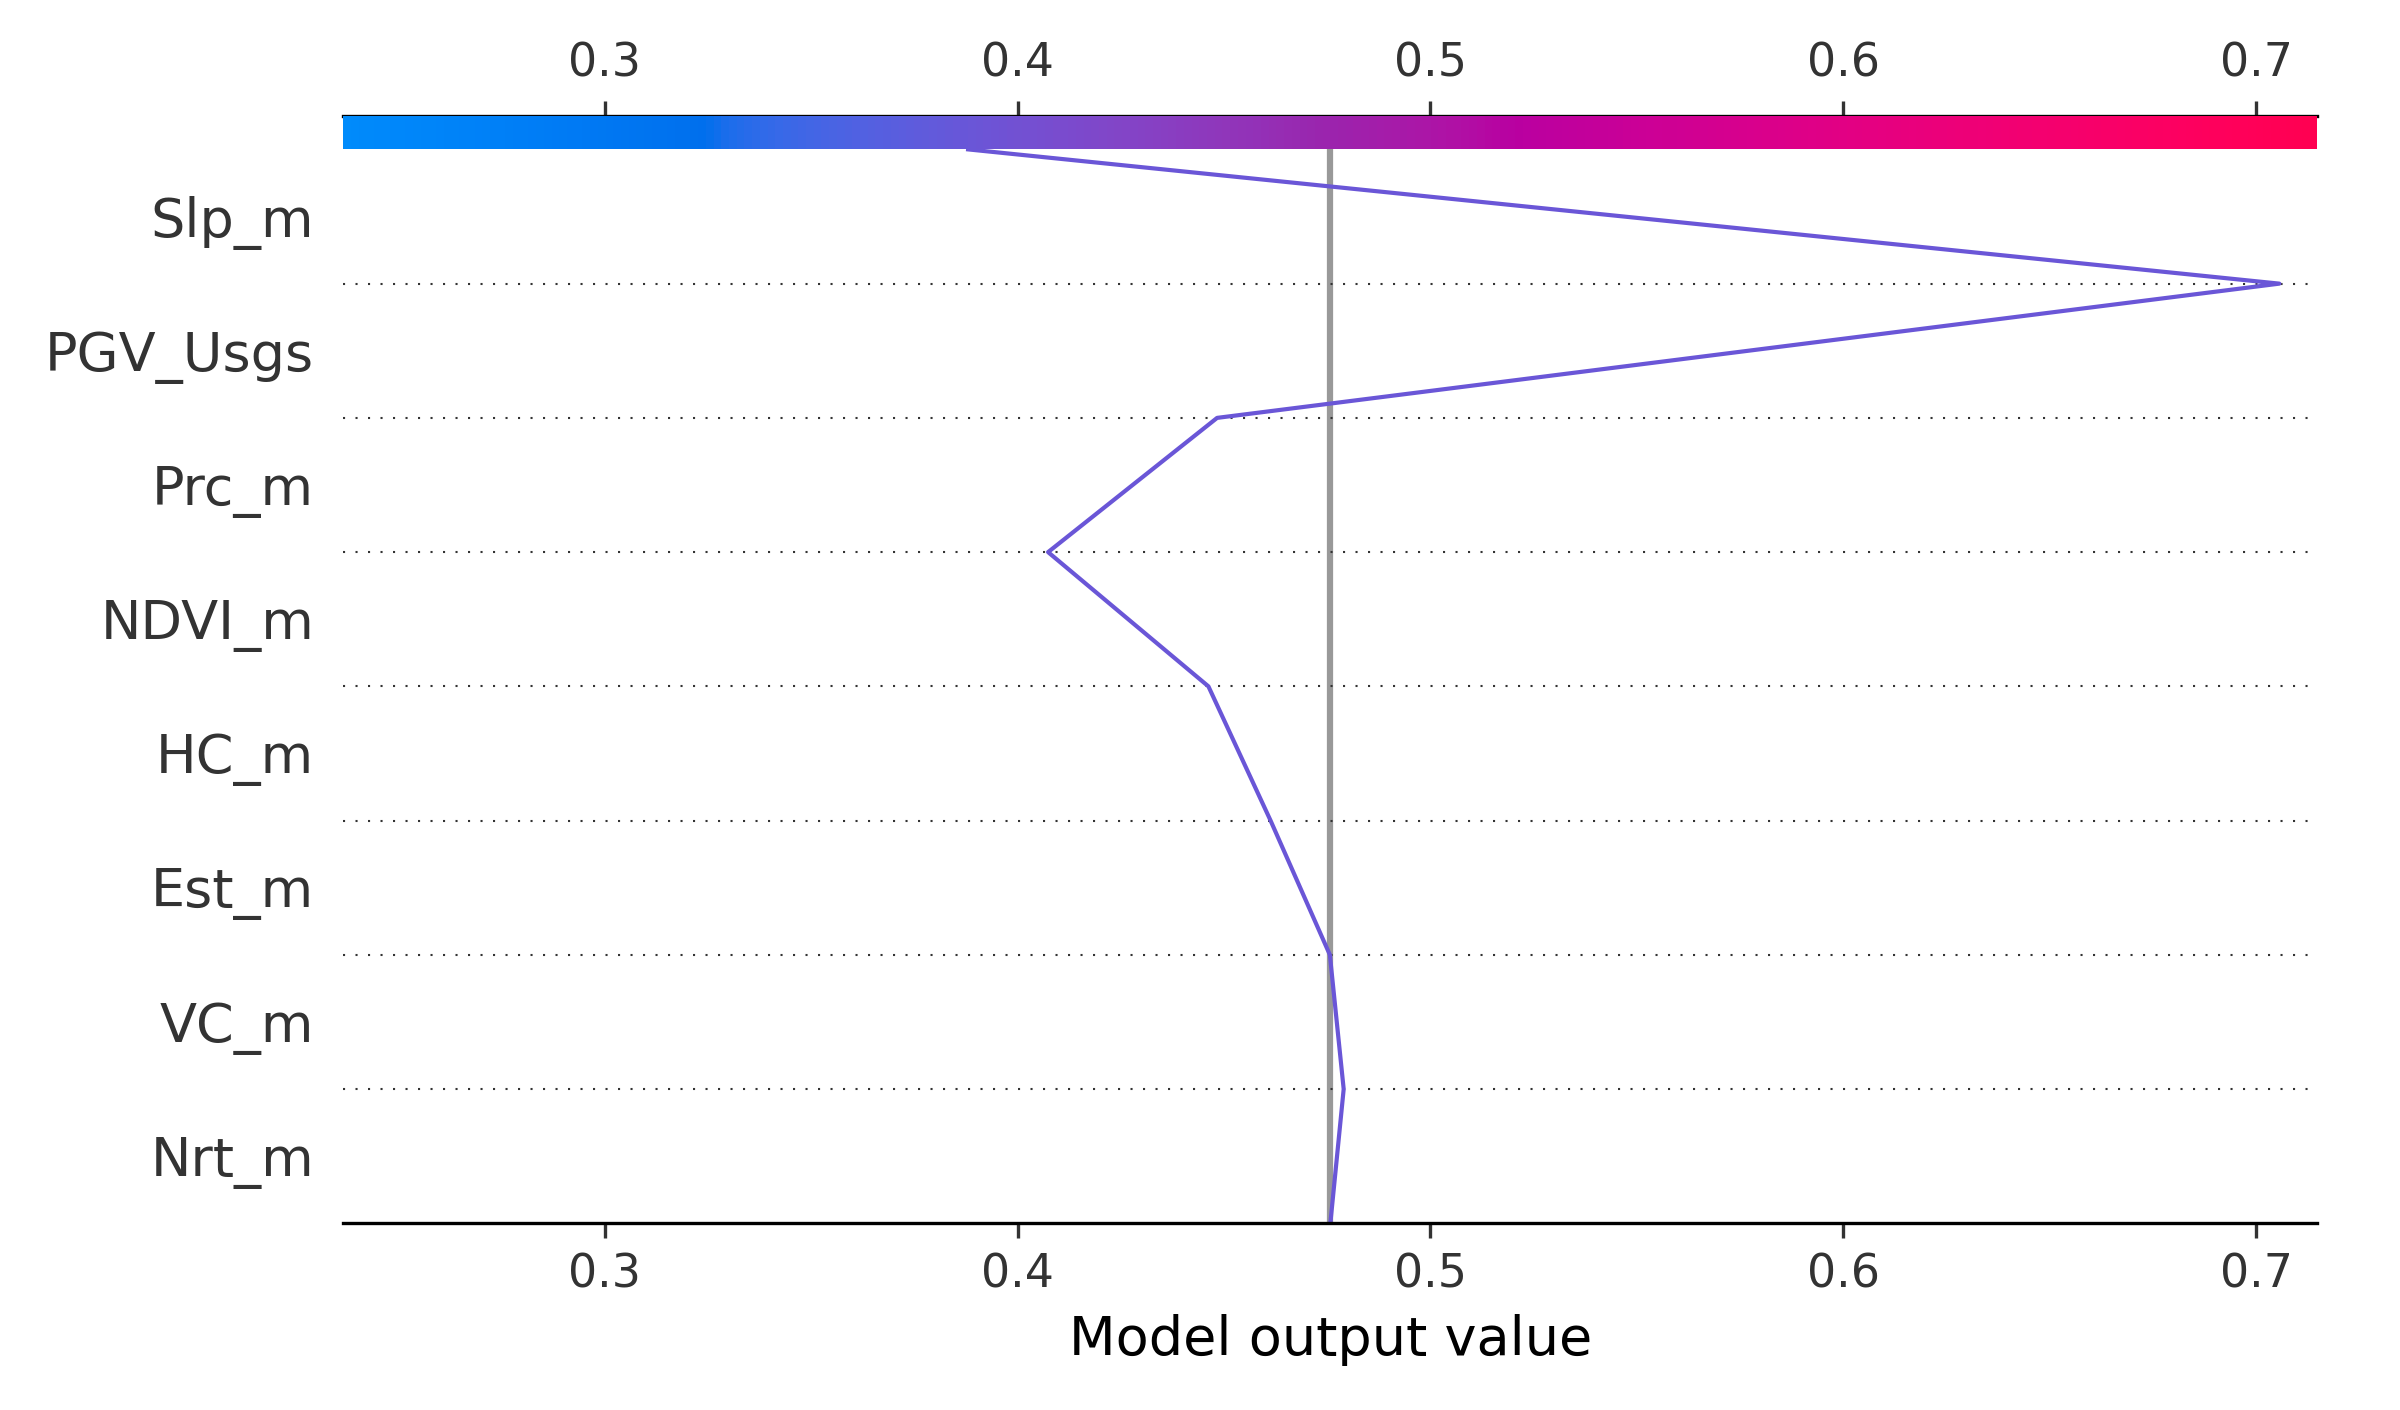 0.3 0.4 0.5 0.6 0.7
Slp_m
PGV_Usgs
Prc_m
NDVI_m
HC_m
Est_m
VC_m
Nrt_m
0.3 0.4 0.5 0.6 0.7
Model output value